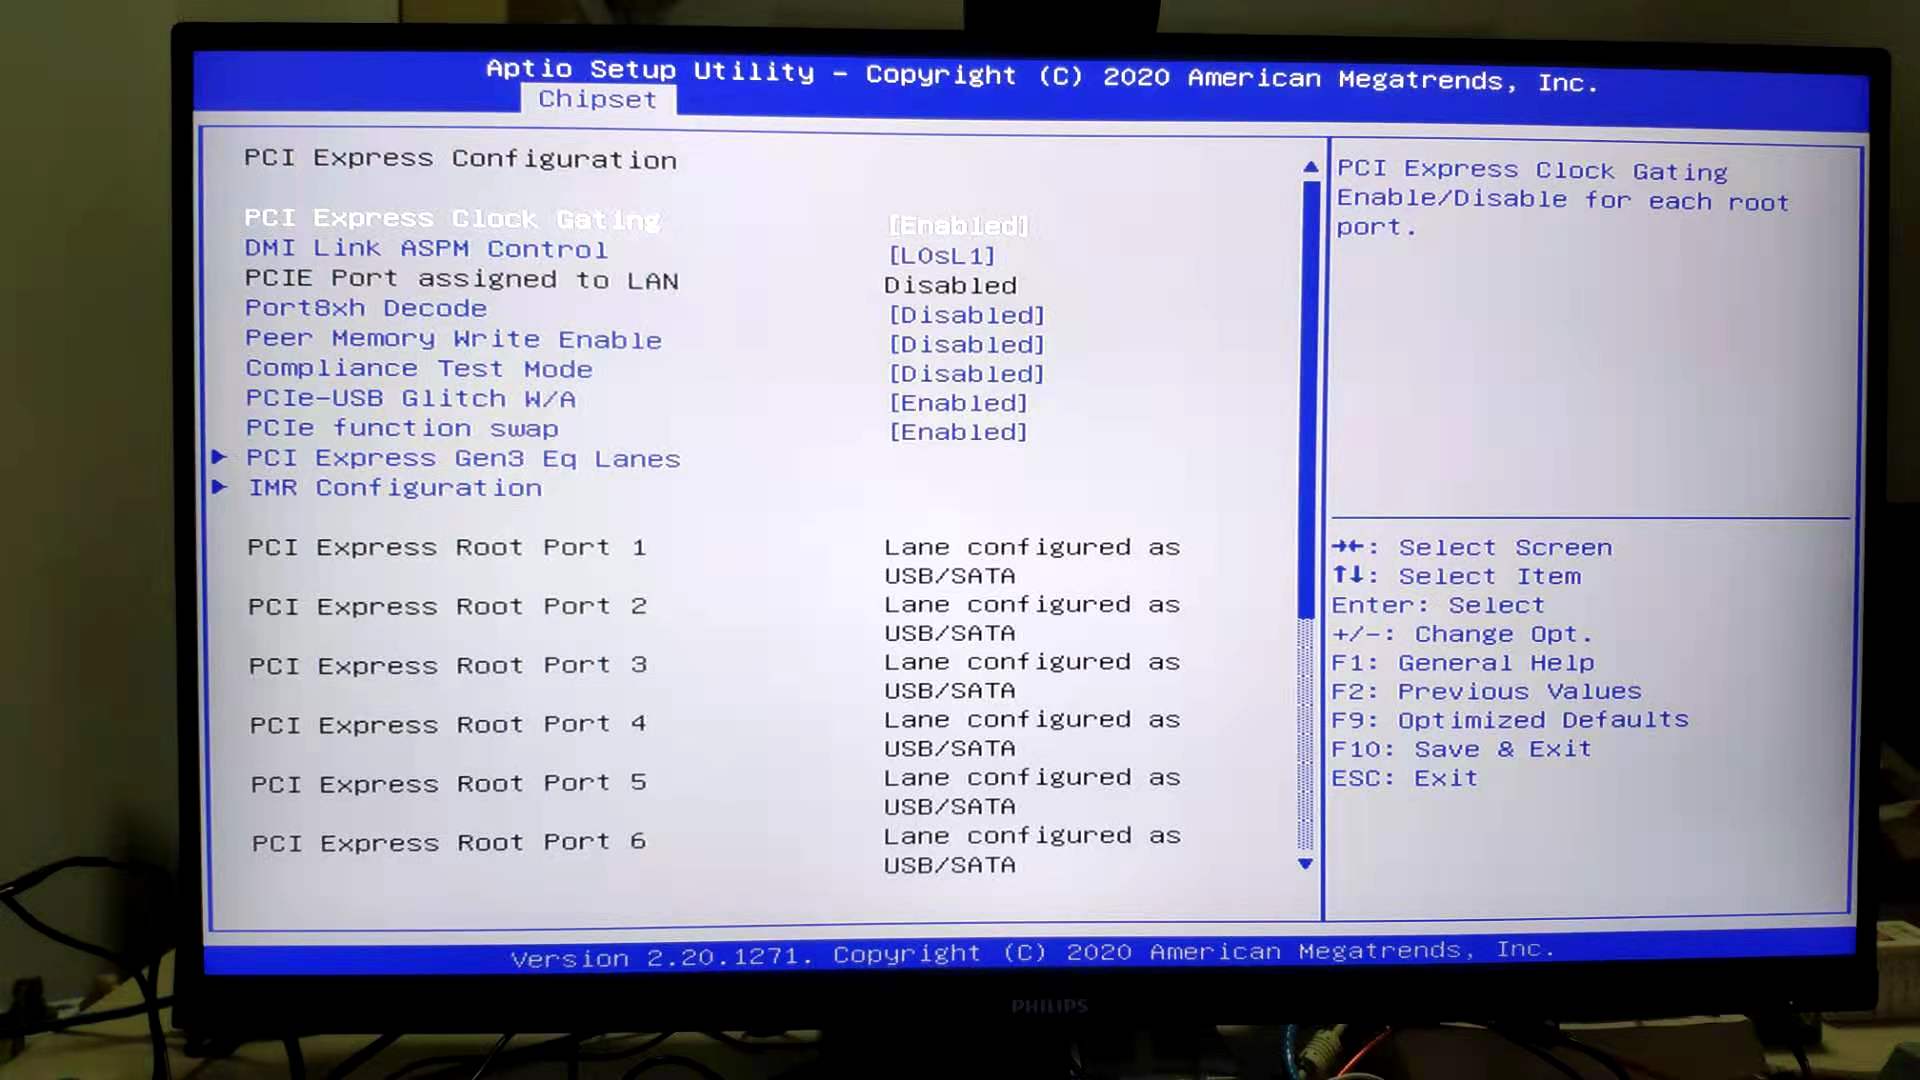 Aptio Setup Utility – Copyright (C) 2020 American Megatrends, Inc.
Chipset
PCI Express Configuration
PCI Express Clock Gating [Enabled]
DMI Link ASPM Control [L0sL1]
PCIE Port assigned to LAN Disabled
Port8xh Decode [Disabled]
Peer Memory Write Enable [Disabled]
Compliance Test Mode [Disabled]
PCIe-USB Glitch W/A [Enabled]
PCIe function swap [Enabled]
► PCI Express Gen3 Eq Lanes
► IMR Configuration
PCI Express Root Port 1 Lane configured as
USB/SATA
PCI Express Root Port 2 Lane configured as
USB/SATA
PCI Express Root Port 3 Lane configured as
USB/SATA
PCI Express Root Port 4 Lane configured as
USB/SATA
PCI Express Root Port 5 Lane configured as
USB/SATA
PCI Express Root Port 6 Lane configured as
USB/SATA
PCI Express Clock Gating
Enable/Disable for each root
port.
→←: Select Screen
↑↓: Select Item
Enter: Select
+/-: Change Opt.
F1: General Help
F2: Previous Values
F9: Optimized Defaults
F10: Save & Exit
ESC: Exit
Version 2.20.1271. Copyright (C) 2020 American Megatrends, Inc.
PHILIPS